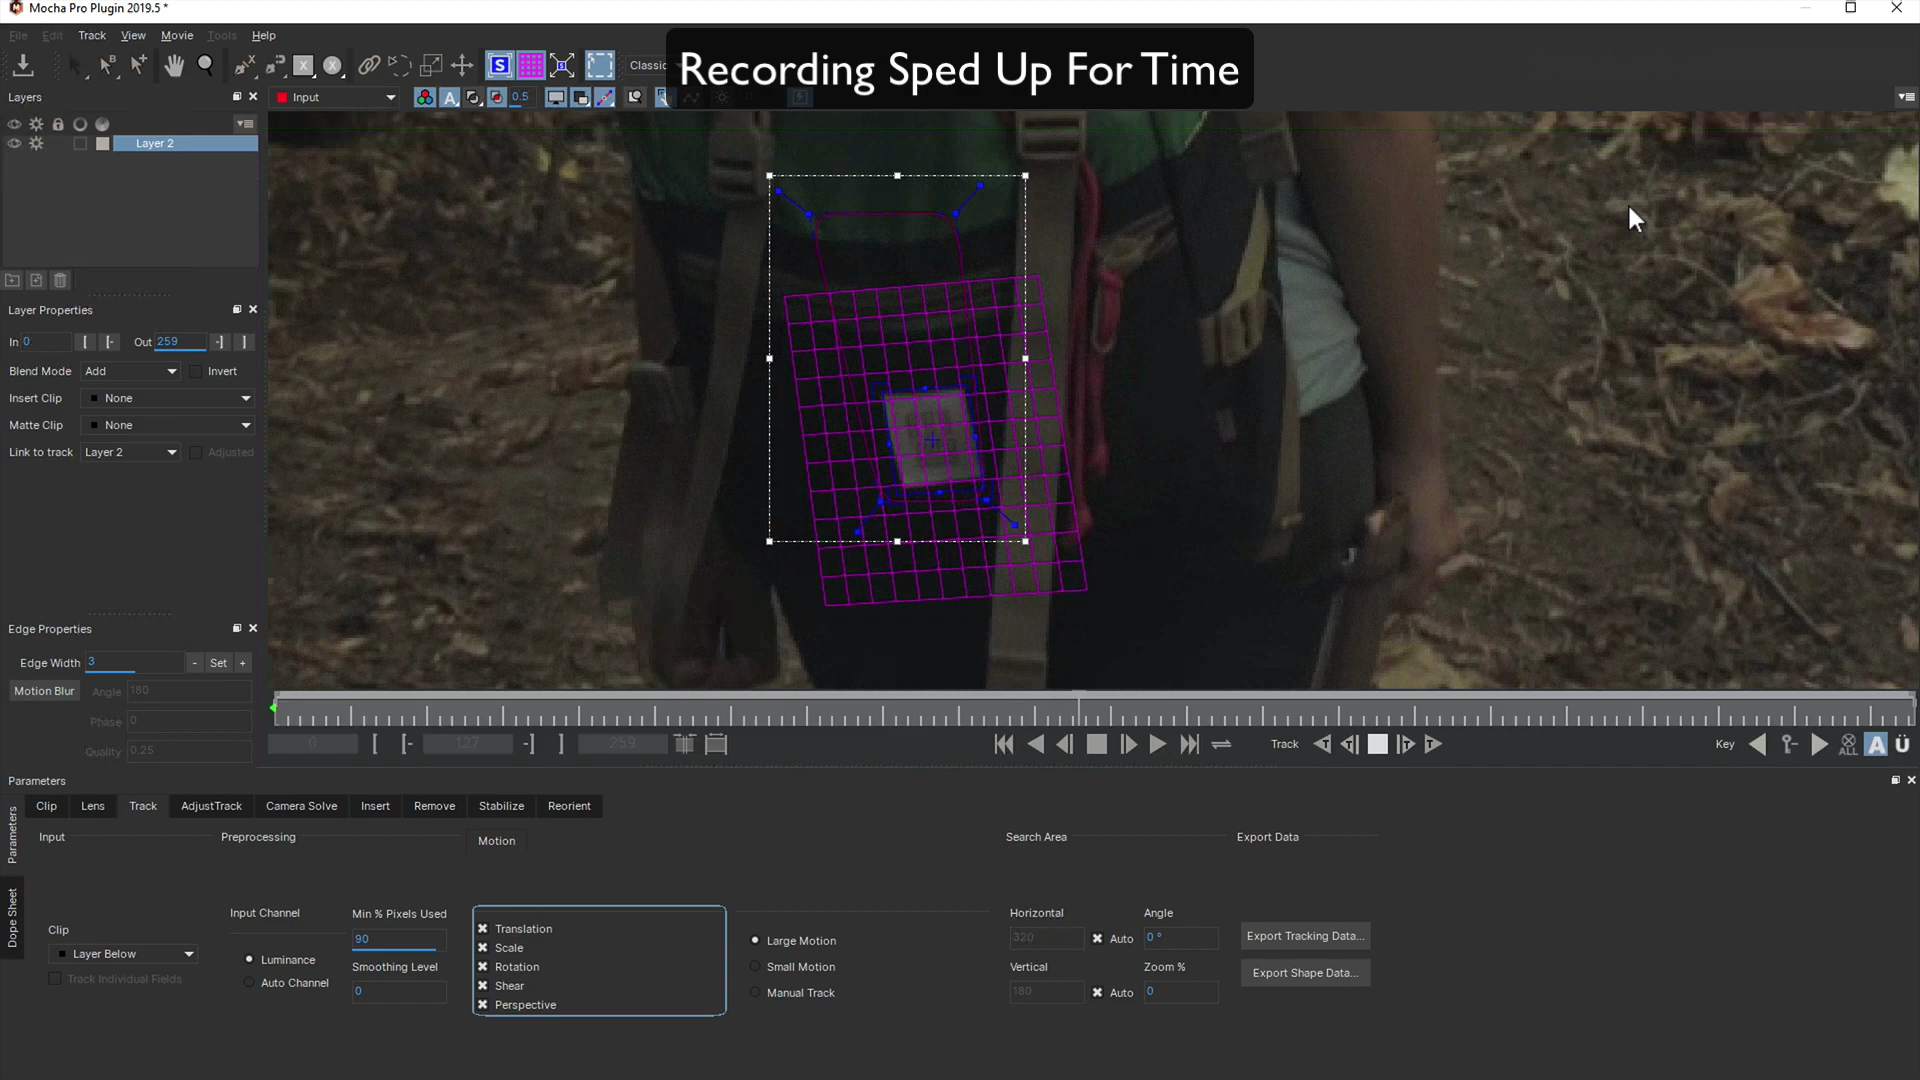 Mocha Pro Plugin 2019.5 *
File Edit Track View Movie Tools Help
S Classic
Recording Sped Up For Time
Layers
Input
A
0.5
Layer 2
Layer Properties
In 0 [ [- Out 259 -] ]
Blend Mode Add Invert
Insert Clip None
Matte Clip None
Link to track Layer 2 Adjusted
Edge Properties
Edge Width 3 - Set +
Motion Blur Angle 180
Phase 0
Quality 0.25
0 [ [- 127 -] ] 259
Track
Key
ALL
A
Parameters
Parameters
Dope Sheet
Clip Lens Track AdjustTrack Camera Solve Insert Remove Stabilize Reorient
Input
Clip
Layer Below
Track Individual Fields
Preprocessing
Input Channel
Luminance
Auto Channel
Min % Pixels Used
90
Smoothing Level
0
Motion
Translation
Scale
Rotation
Shear
Perspective
Large Motion
Small Motion
Manual Track
Search Area
Horizontal
320 Auto
Vertical
180 Auto
Angle
0 °
Zoom %
0
Export Data
Export Tracking Data...
Export Shape Data...